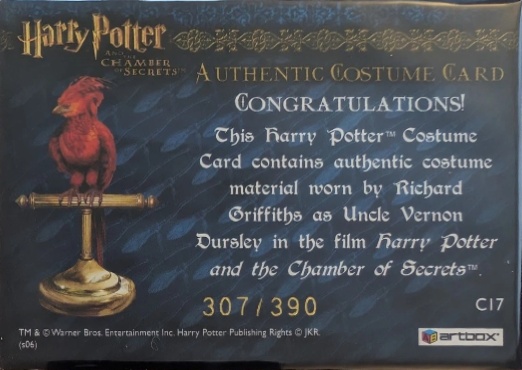 Harry Potter
AND THE
CHAMBER
OF SECRETS™
AUTHENTIC COSTUME CARD
CONGRATULATIONS!
This Harry Potter™ Costume
Card contains authentic costume
material worn by Richard
Griffiths as Uncle Vernon
Dursley in the film Harry Potter
and the Chamber of Secrets™.
307/390
C17
TM & © Warner Bros. Entertainment Inc. Harry Potter Publishing Rights © JKR.
(s06)
artbox®